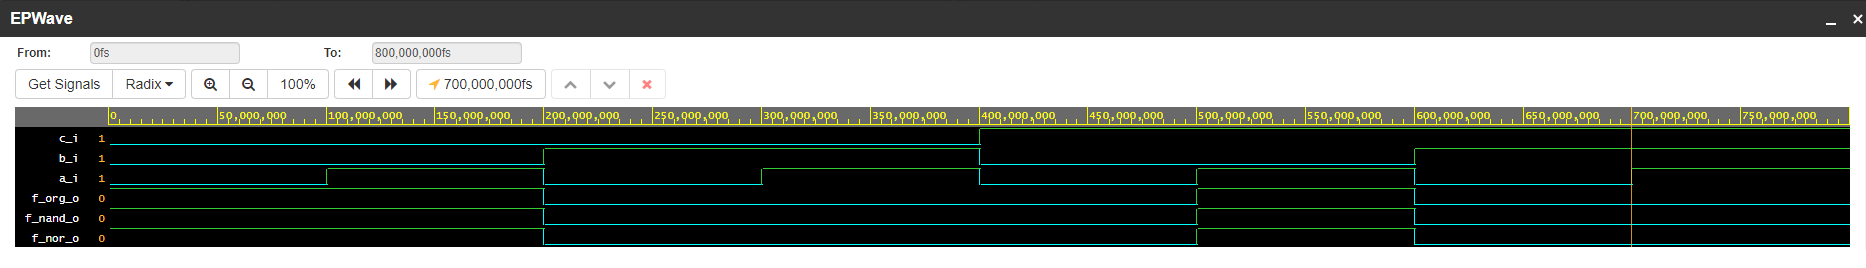 EPWave
From: 0fs To: 800,000,000fs
Get Signals Radix 100% 700,000,000fs
0 50,000,000 100,000,000 150,000,000 200,000,000 250,000,000 300,000,000 350,000,000 400,000,000 450,000,000 500,000,000 550,000,000 600,000,000 650,000,000 700,000,000 750,000,000
c_i 1
b_i 1
a_i 1
f_org_o 0
f_nand_o 0
f_nor_o 0